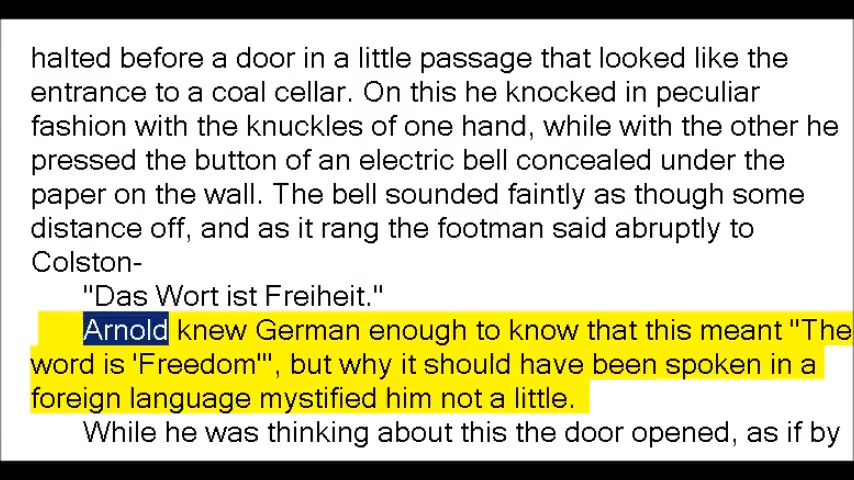 halted before a door in a little passage that looked like the
entrance to a coal cellar. On this he knocked in peculiar
fashion with the knuckles of one hand, while with the other he
pressed the button of an electric bell concealed under the
paper on the wall. The bell sounded faintly as though some
distance off, and as it rang the footman said abruptly to
Colston-
"Das Wort ist Freiheit."
Arnold knew German enough to know that this meant "The
word is 'Freedom'", but why it should have been spoken in a
foreign language mystified him not a little.
While he was thinking about this the door opened, as if by